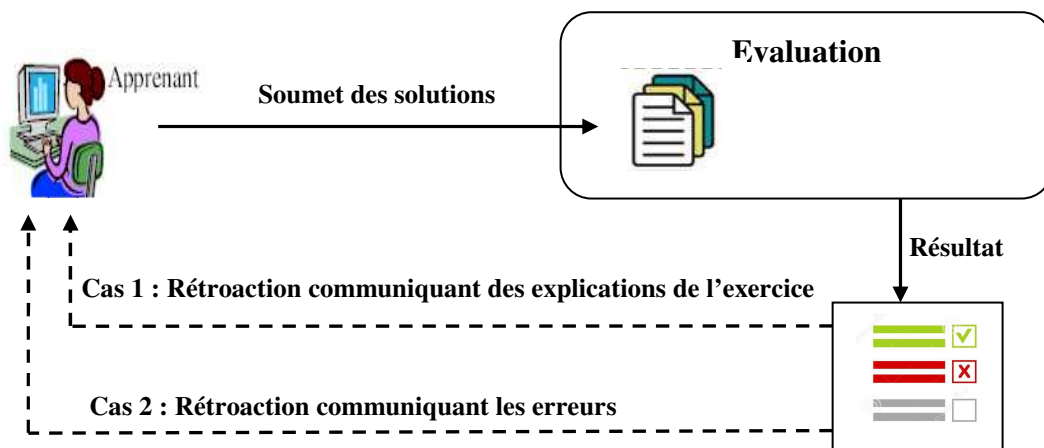 Evaluation
Apprenant
Soumet des solutions
Résultat
Cas 1 : Rétroaction communiquant des explications de l’exercice
Cas 2 : Rétroaction communiquant les erreurs